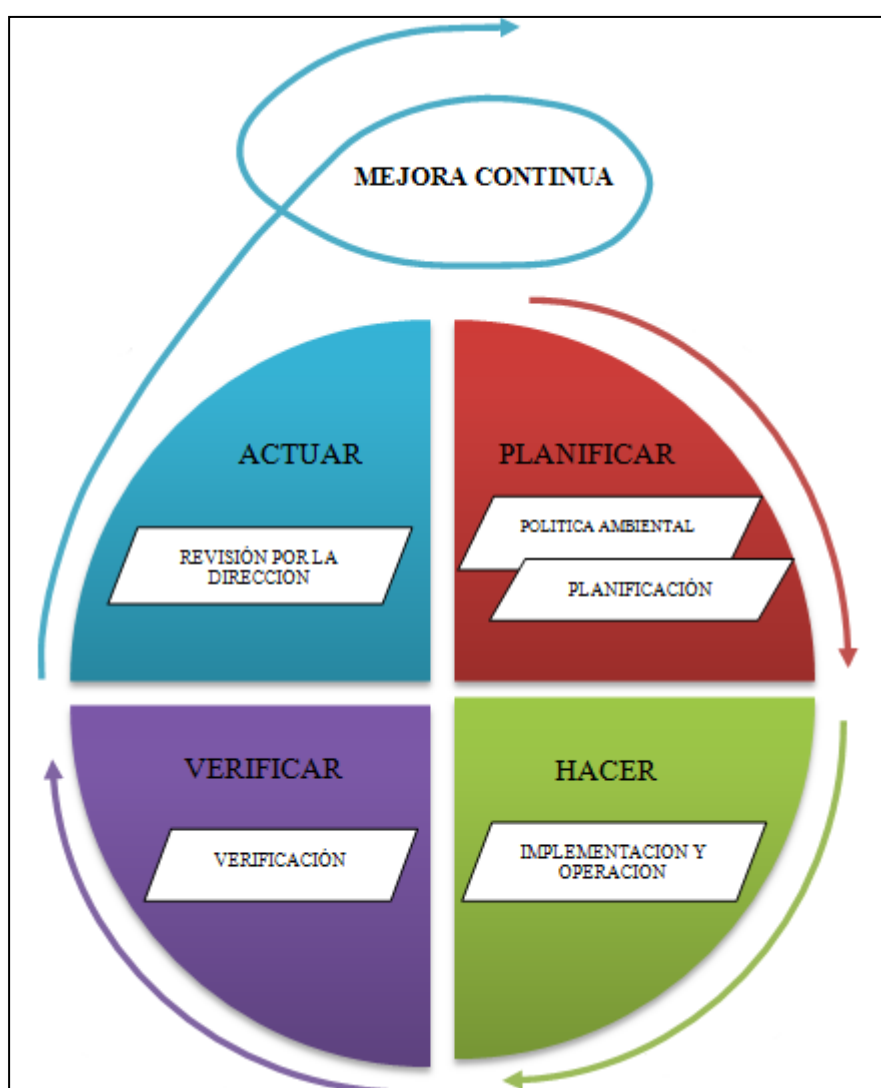 MEJORA CONTINUA
ACTUAR
REVISIÓN POR LA
DIRECCION
PLANIFICAR
POLITICA AMBIENTAL
PLANIFICACIÓN
VERIFICAR
VERIFICACIÓN
HACER
IMPLEMENTACION Y
OPERACION